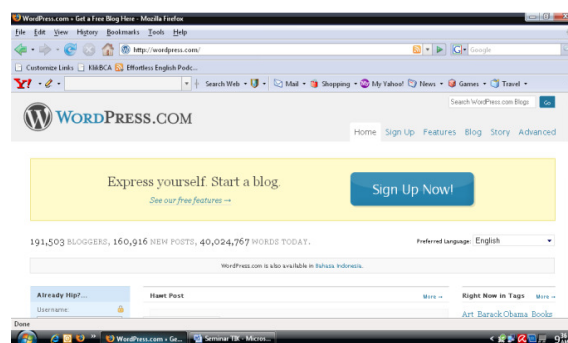 WordPress.com » Get a Free Blog Here - Mozilla Firefox
File Edit View History Bookmarks Tools Help
http://wordpress.com/
Google
Customize Links KlikBCA Effortless English Podc...
Y! Search Web Mail Shopping My Yahoo! News Games Travel
Search WordPress.com Blogs Go
WORDPRESS.COM
Home Sign Up Features Blog Story Advanced
Express yourself. Start a blog.
See our free features →
Sign Up Now!
191,503 BLOGGERS, 160,916 NEW POSTS, 40,024,767 WORDS TODAY.
Preferred Language: English
WordPress.com is also available in Bahasa Indonesia.
Already Hip?... Hawt Post More → Right Now in Tags More →
Username: Art Barack Obama Books
Done
WordPress.com » Ge... Seminar TIK - Micros...